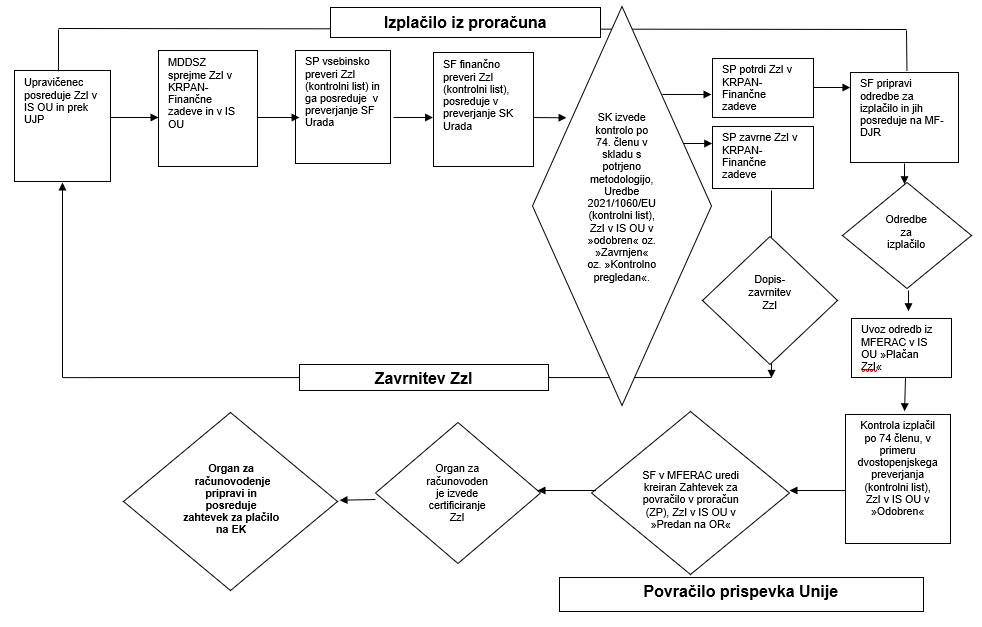 Izplačilo iz proračuna
Upravičenec
posreduje ZzI v
IS OU in prek
UJP
MDDSZ
sprejme ZzI v
KRPAN-
Finančne
zadeve in v IS
OU
SP vsebinsko
preveri ZzI
(kontrolni list) in
ga posreduje v
preverjanje SF
Urada
SF finančno
preveri ZzI
(kontrolni list),
posreduje v
preverjanje SK
Urada
SK izvede
kontrolo po
74. členu v
skladu s
potrjeno
metodologijo,
Uredbe
2021/1060/EU
(kontrolni list),
ZzI v IS OU v
»odobren« oz.
»Zavrnjen«
oz. »Kontrolno
pregledan«.
SP potrdi ZzI v
KRPAN-
Finančne
zadeve
SP zavrne ZzI v
KRPAN-
Finančne
zadeve
SF pripravi
odredbe za
izplačilo in jih
posreduje na MF-
DJR
Dopis-
zavrnitev
ZzI
Odredbe
za
izplačilo
Uvoz odredb iz
MFERAC v IS
OU »Plačan
ZzI«
Zavrnitev ZzI
Kontrola izplačil
po 74 členu, v
primeru
dvostopenjskega
preverjanja
(kontrolni list),
ZzI v IS OU v
»Odobren«
SF v MFERAC uredi
kreiran Zahtevek za
povračilo v proračun
(ZP), ZzI v IS OU v
»Predan na OR«
Organ za
računovoden
je izvede
certificiranje
ZzI
Organ za
računovodenje
pripravi in
posreduje
zahtevek za plačilo
na EK
Povračilo prispevka Unije